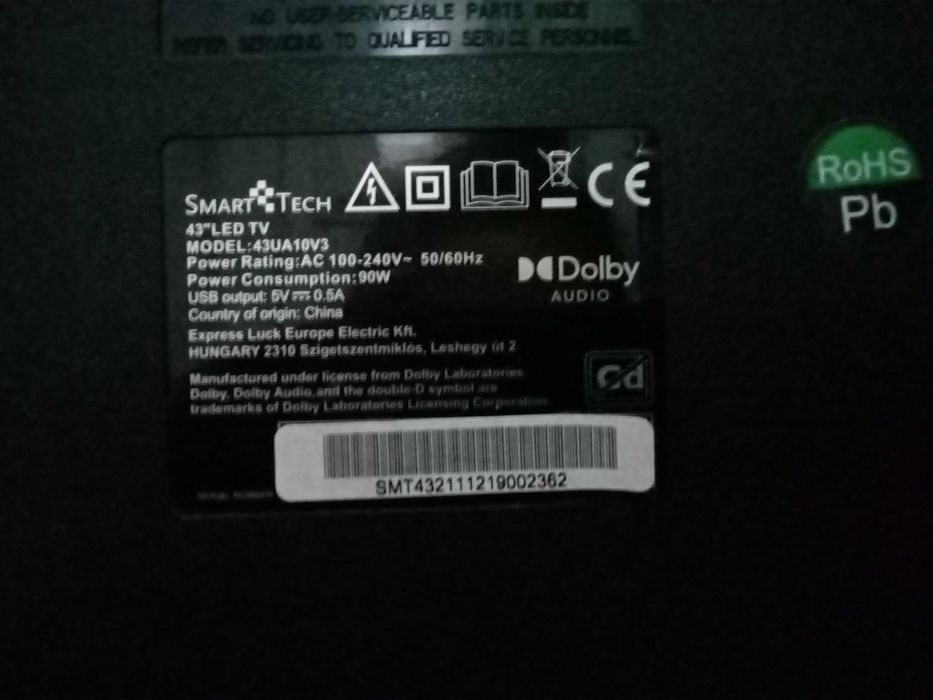 NO USER-SERVICEABLE PARTS INSIDE
REFER SERVICING TO QUALIFIED SERVICE PERSONNEL
SMART TECH
CE
43"LED TV
MODEL:43UA10V3
Power Rating:AC 100-240V~ 50/60Hz
Power Consumption:90W
USB output: 5V⎓0.5A
Country of origin: China
Dolby
AUDIO
Express Luck Europe Electric Kft.
HUNGARY 2310 Szigetszentmiklós, Leshegy út 2
Manufactured under license from Dolby Laboratories
Dolby, Dolby Audio,and the double-D symbol are
trademarks of Dolby Laboratories Licensing Corporation.
Cd
SERIAL NUMBER
SMT432111219002362
RoHS
Pb